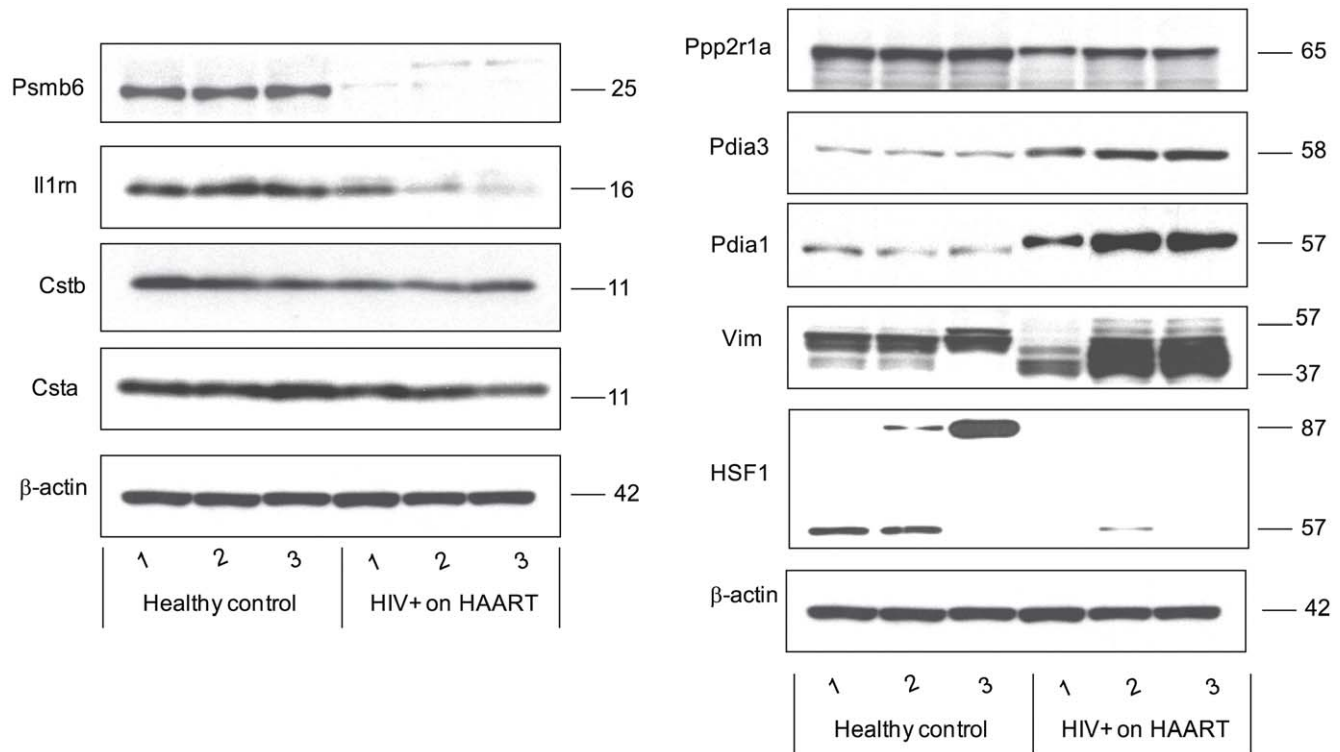 Psmb6
25
Il1rn
16
Cstb
11
Csta
11
β-actin
42
1 2 3 1 2 3
Healthy control HIV+ on HAART
Ppp2r1a
65
Pdia3
58
Pdia1
57
Vim
57
37
HSF1
87
57
β-actin
42
1 2 3 1 2 3
Healthy control HIV+ on HAART